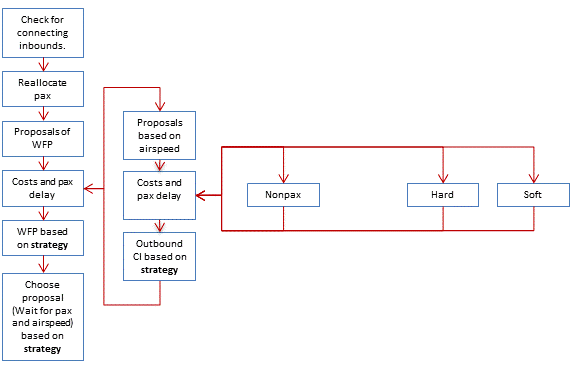 Check for
connecting
inbounds.
Reallocate
pax
Proposals of
WFP
Costs and pax
delay
WFP based
on strategy
Choose
proposal
(Wait for pax
and airspeed)
based on
strategy
Proposals
based on
airspeed
Costs and
pax delay
Outbound
CI based on
strategy
Nonpax
Hard
Soft